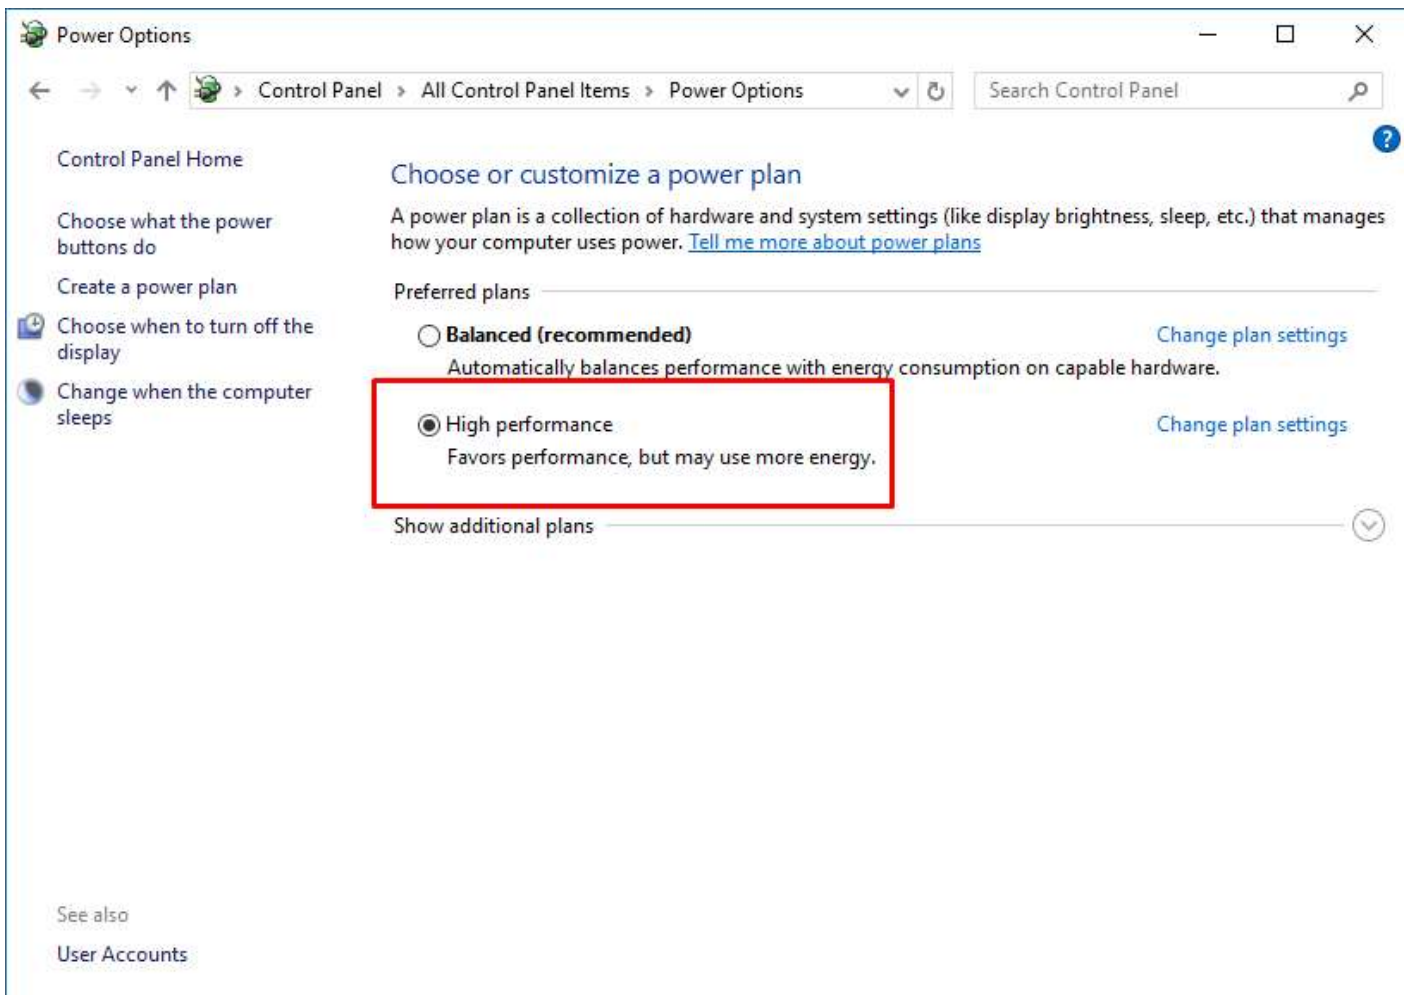 Power Options
Control Panel > All Control Panel Items > Power Options
Search Control Panel
?
Control Panel Home
Choose what the power
buttons do
Create a power plan
Choose when to turn off the
display
Change when the computer
sleeps
Choose or customize a power plan
A power plan is a collection of hardware and system settings (like display brightness, sleep, etc.) that manages
how your computer uses power. Tell me more about power plans
Preferred plans
Balanced (recommended)
Change plan settings
Automatically balances performance with energy consumption on capable hardware.
High performance
Change plan settings
Favors performance, but may use more energy.
Show additional plans
See also
User Accounts